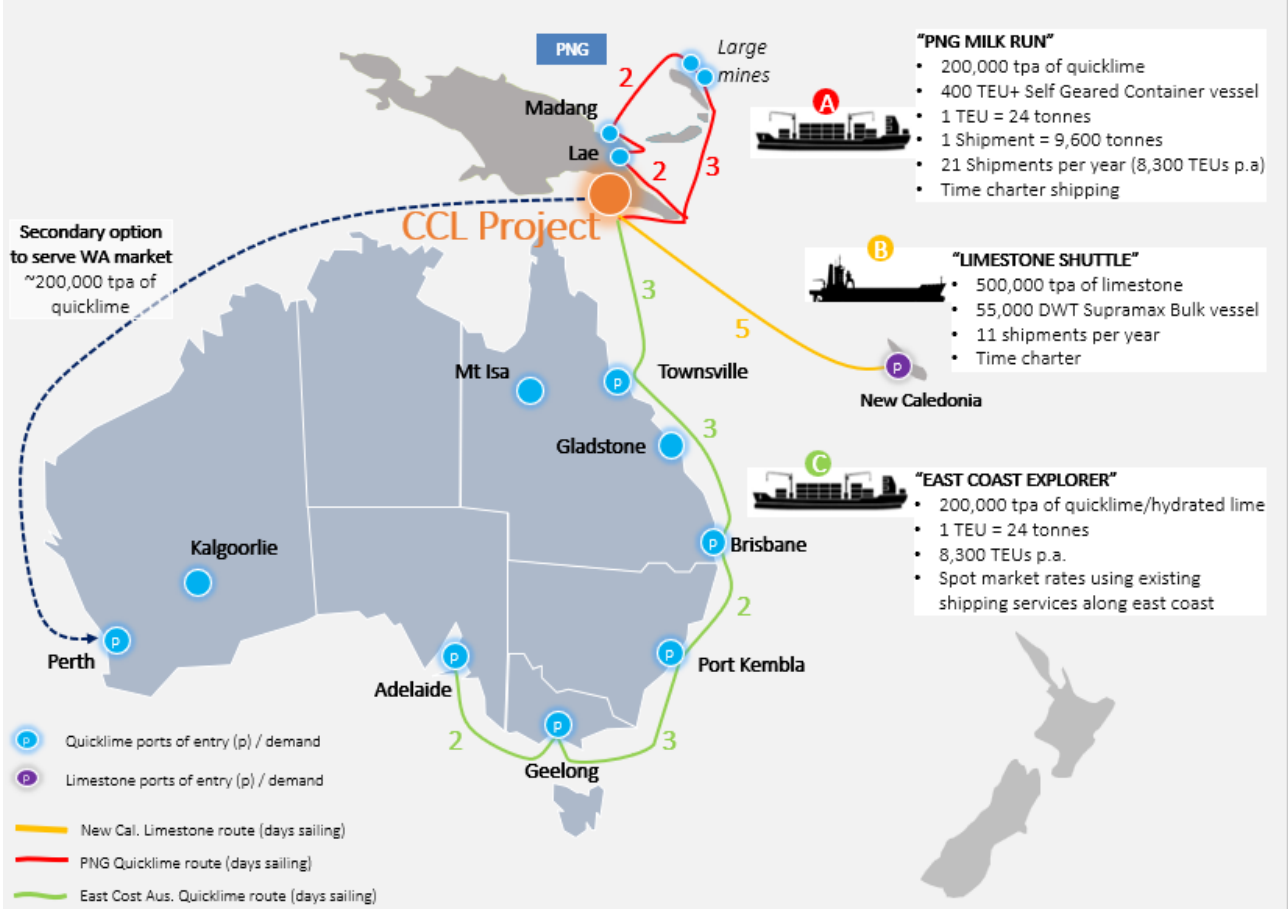 PNG
Large
mines
2
Madang
Lae
2
3
CCL Project
"PNG MILK RUN"
• 200,000 tpa of quicklime
• 400 TEU+ Self Geared Container vessel
• 1 TEU = 24 tonnes
• 1 Shipment = 9,600 tonnes
• 21 Shipments per year (8,300 TEUs p.a)
• Time charter shipping
A
Secondary option
to serve WA market
~200,000 tpa of
quicklime
B
"LIMESTONE SHUTTLE"
• 500,000 tpa of limestone
• 55,000 DWT Supramax Bulk vessel
• 11 shipments per year
• Time charter
3
5
p
New Caledonia
Mt Isa
p
Townsville
3
Gladstone
C
"EAST COAST EXPLORER"
• 200,000 tpa of quicklime/hydrated lime
• 1 TEU = 24 tonnes
• 8,300 TEUs p.a.
• Spot market rates using existing
shipping services along east coast
p
Brisbane
Kalgoorlie
2
p
Perth
p
Adelaide
p
Port Kembla
2
p
3
Geelong
p Quicklime ports of entry (p) / demand
p Limestone ports of entry (p) / demand
New Cal. Limestone route (days sailing)
PNG Quicklime route (days sailing)
East Cost Aus. Quicklime route (days sailing)